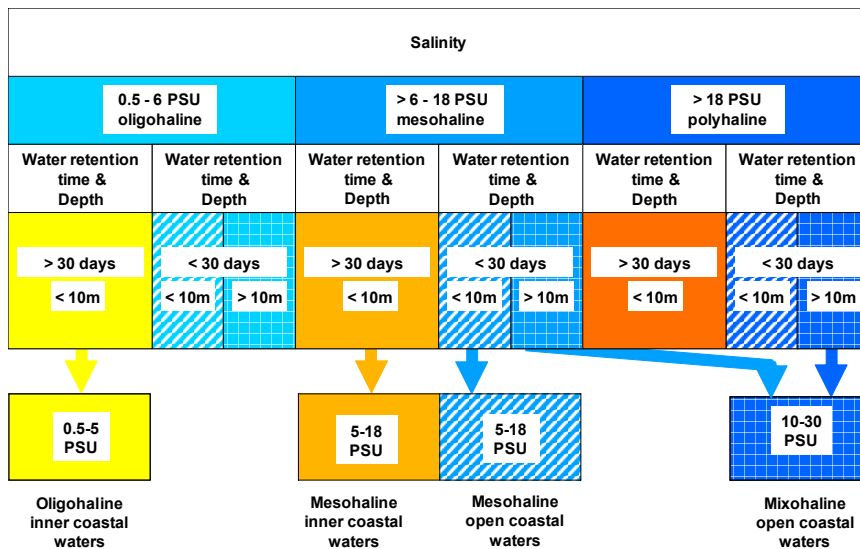 Salinity
0.5 - 6 PSU
oligohaline
> 6 - 18 PSU
mesohaline
> 18 PSU
polyhaline
Water retention
time &
Depth
Water retention
time &
Depth
Water retention
time &
Depth
Water retention
time &
Depth
Water retention
time &
Depth
Water retention
time &
Depth
> 30 days
< 10m
< 30 days
< 10m
> 10m
> 30 days
< 10m
< 30 days
< 10m
> 10m
> 30 days
< 10m
< 30 days
< 10m
> 10m
0.5-5
PSU
5-18
PSU
5-18
PSU
10-30
PSU
Oligohaline
inner coastal
waters
Mesohaline
inner coastal
waters
Mesohaline
open coastal
waters
Mixohaline
open coastal
waters